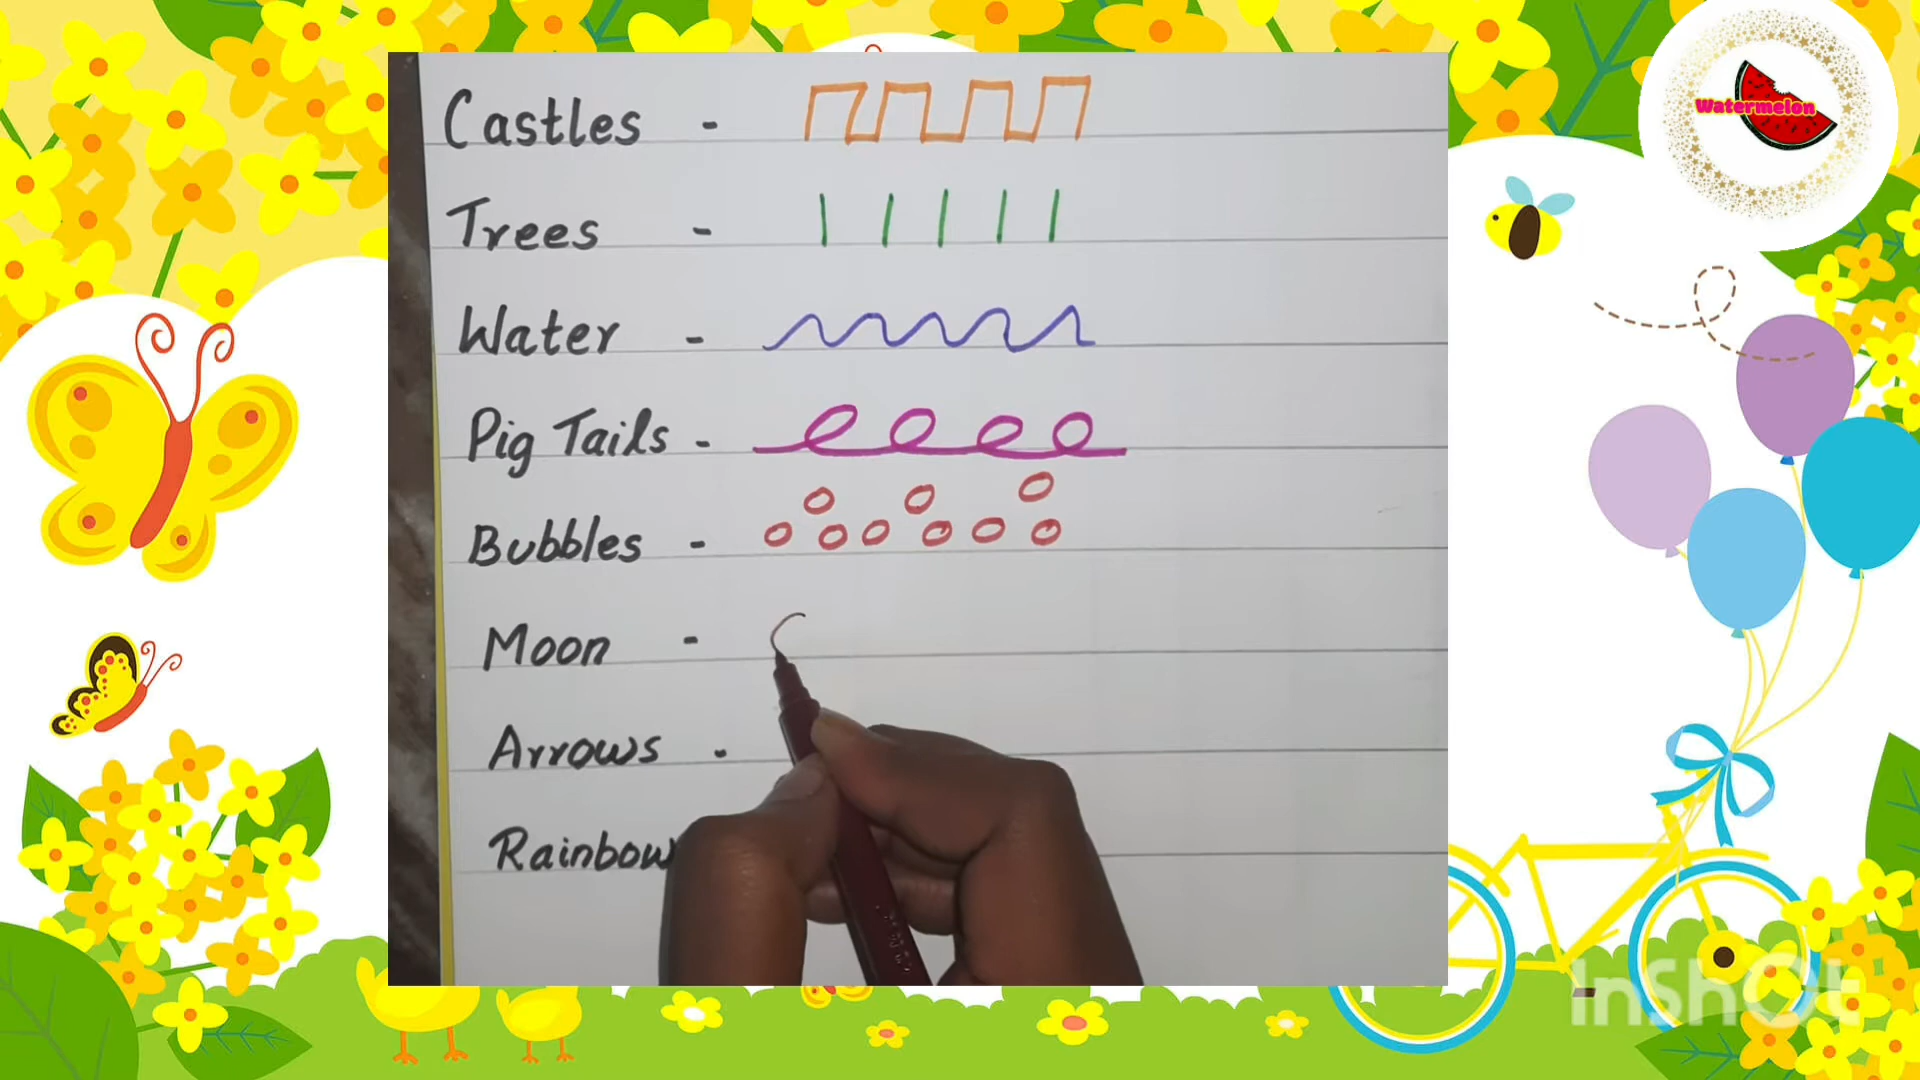 Watermelon
Castles -
Trees -
Water -
Pig Tails -
Bubbles -
Moon -
Arrows -
Rainbow
InShOt